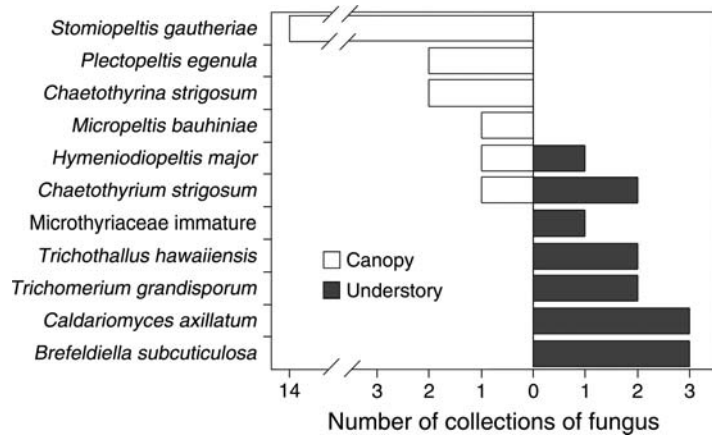 Stomiopeltis gautheriae
Plectopeltis egenula
Chaetothyrina strigosum
Micropeltis bauhiniae
Hymeniodiopeltis major
Chaetothyrium strigosum
Microthyriaceae immature
Trichothallus hawaiiensis
Trichomerium grandisporum
Caldariomyces axillatum
Brefeldiella subcuticulosa
Canopy
Understory
14 3 2 1 0 1 2 3
Number of collections of fungus